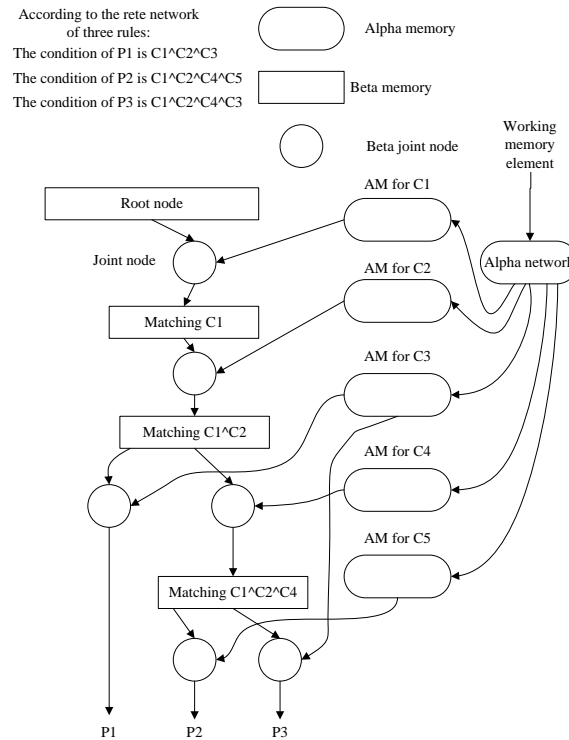 According to the rete network
of three rules:
The condition of P1 is C1^C2^C3
The condition of P2 is C1^C2^C4^C5
The condition of P3 is C1^C2^C4^C3
Alpha memory
Beta memory
Beta joint node
Working
memory
element
AM for C1
Root node
Joint node
Alpha network
AM for C2
Matching C1
AM for C3
Matching C1^C2
AM for C4
AM for C5
Matching C1^C2^C4
P1
P2
P3